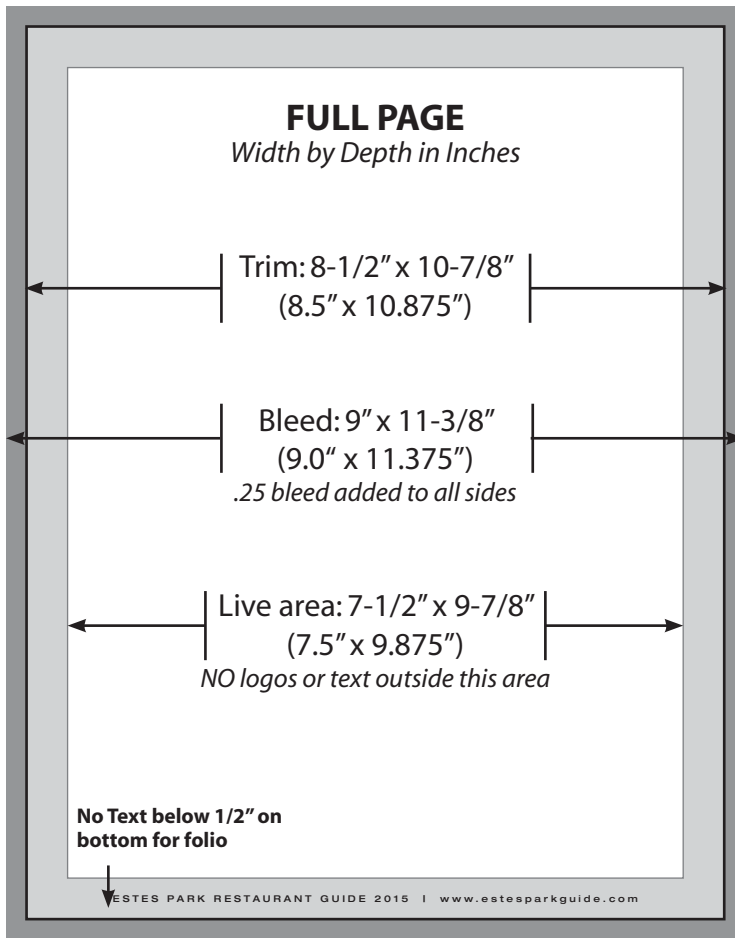 FULL PAGE
Width by Depth in Inches
Trim: 8-1/2” x 10-7/8”
(8.5” x 10.875”)
Bleed: 9” x 11-3/8”
(9.0“ x 11.375”)
.25 bleed added to all sides
Live area: 7-1/2” x 9-7/8”
(7.5” x 9.875”)
NO logos or text outside this area
No Text below 1/2” on
bottom for folio
ESTES PARK RESTAURANT GUIDE 2015 | www.estesparkguide.com